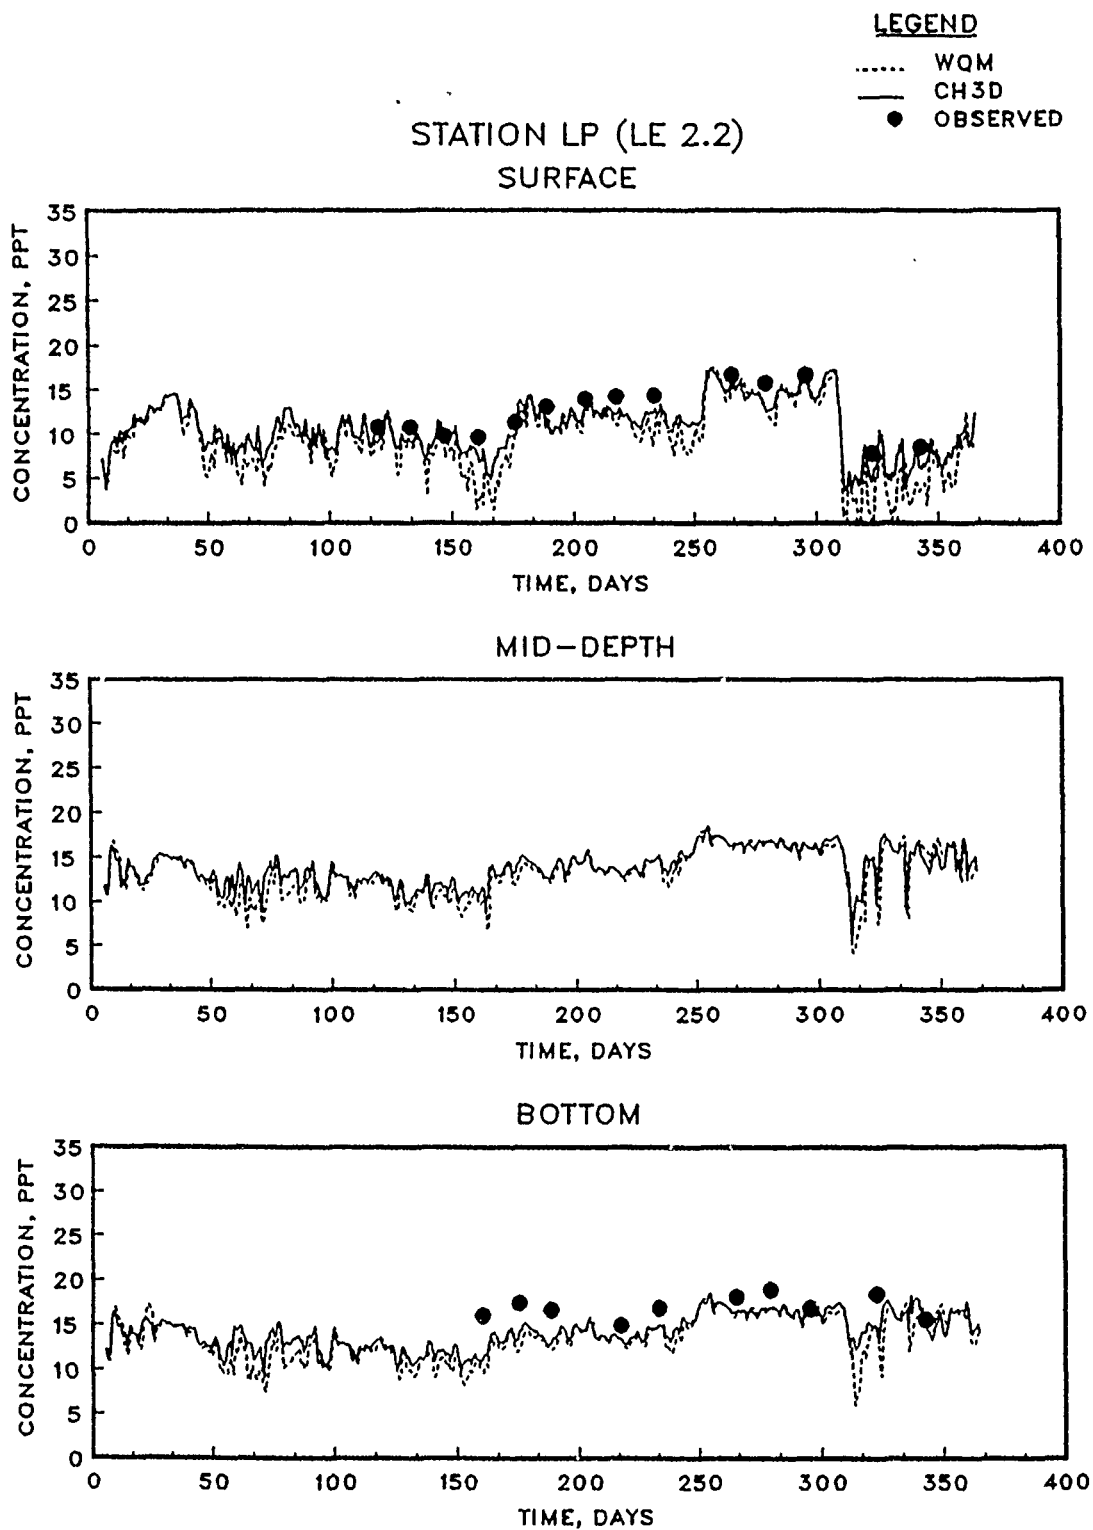 LEGEND
WQM
CH3D
OBSERVED
STATION LP (LE 2.2)
SURFACE
CONCENTRATION, PPT
35
30
25
20
15
10
5
0
0 50 100 150 200 250 300 350 400
TIME, DAYS
MID-DEPTH
CONCENTRATION, PPT
35
30
25
20
15
10
5
0
0 50 100 150 200 250 300 350 400
TIME, DAYS
BOTTOM
CONCENTRATION, PPT
35
30
25
20
15
10
5
0
0 50 100 150 200 250 300 350 400
TIME, DAYS